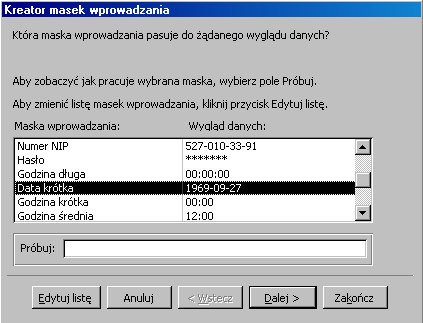 Kreator masek wprowadzania
Która maska wprowadzania pasuje do żądanego wyglądu danych?
Aby zobaczyć jak pracuje wybrana maska, wybierz pole Próbuj.
Aby zmienić listę masek wprowadzania, kliknij przycisk Edytuj listę.
Maska wprowadzania: Wygląd danych:
Numer NIP 527-010-33-91
Hasło *******
Godzina długa 00:00:00
Data krótka 1969-09-27
Godzina krótka 00:00
Godzina średnia 12:00
Próbuj:
Edytuj listę Anuluj < Wstecz Dalej > Zakończ